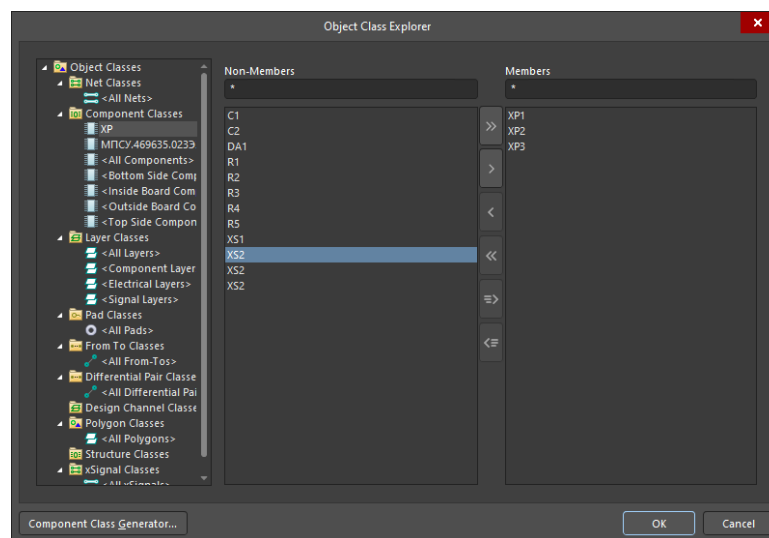 Object Class Explorer
Object Classes
Net Classes
<All Nets>
Component Classes
XP
МПСУ.469635.023Э
<All Components>
<Bottom Side Comp
<Inside Board Com
<Outside Board Co
<Top Side Compon
Layer Classes
<All Layers>
<Component Layer
<Electrical Layers>
<Signal Layers>
Pad Classes
<All Pads>
From To Classes
<All From-Tos>
Differential Pair Classe
<All Differential Pai
Design Channel Classe
Polygon Classes
<All Polygons>
Structure Classes
xSignal Classes
<All xSignals>
Non-Members
*
C1
C2
DA1
R1
R2
R3
R4
R5
XS1
XS2
XS2
XS2
Members
*
XP1
XP2
XP3
Component Class Generator...
OK
Cancel